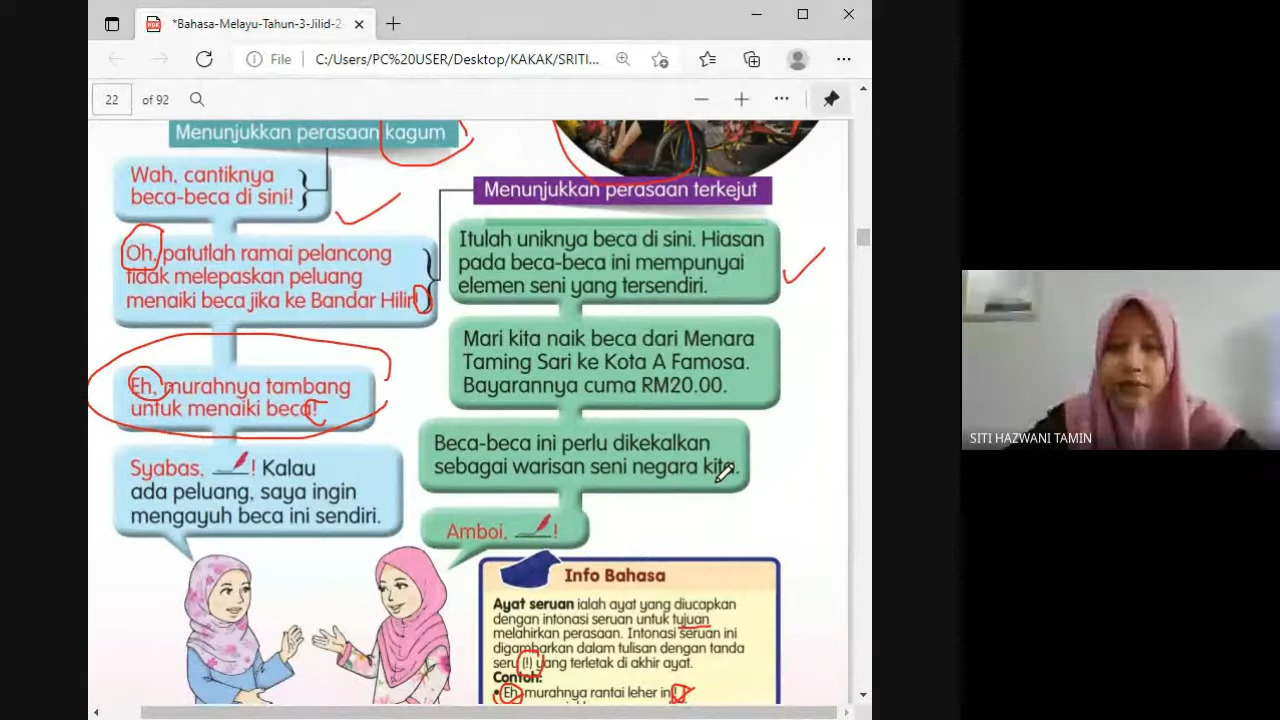 *Bahasa-Melayu-Tahun-3-Jilid-2
File
C:/Users/PC%20USER/Desktop/KAKAK/SRITI...
22
of 92
Menunjukkan perasaan kagum
Wah, cantiknya
beca-beca di sini!
Oh, patutlah ramai pelancong
tidak melepaskan peluang
menaiki beca jika ke Bandar Hilir!
Eh, murahnya tambang
untuk menaiki beca!
Syabas, ! Kalau
ada peluang, saya ingin
mengayuh beca ini sendiri.
Menunjukkan perasaan terkejut
Itulah uniknya beca di sini. Hiasan
pada beca-beca ini mempunyai
elemen seni yang tersendiri.
Mari kita naik beca dari Menara
Taming Sari ke Kota A Famosa.
Bayarannya cuma RM20.00.
Beca-beca ini perlu dikekalkan
sebagai warisan seni negara kita.
Amboi, !
Info Bahasa
Ayat seruan ialah ayat yang diucapkan
dengan intonasi seruan untuk tujuan
melahirkan perasaan. Intonasi seruan ini
digambarkan dalam tulisan dengan tanda
seru (!) yang terletak di akhir ayat.
Contoh:
• Eh, murahnya rantai leher ini!
SITI HAZWANI TAMIN